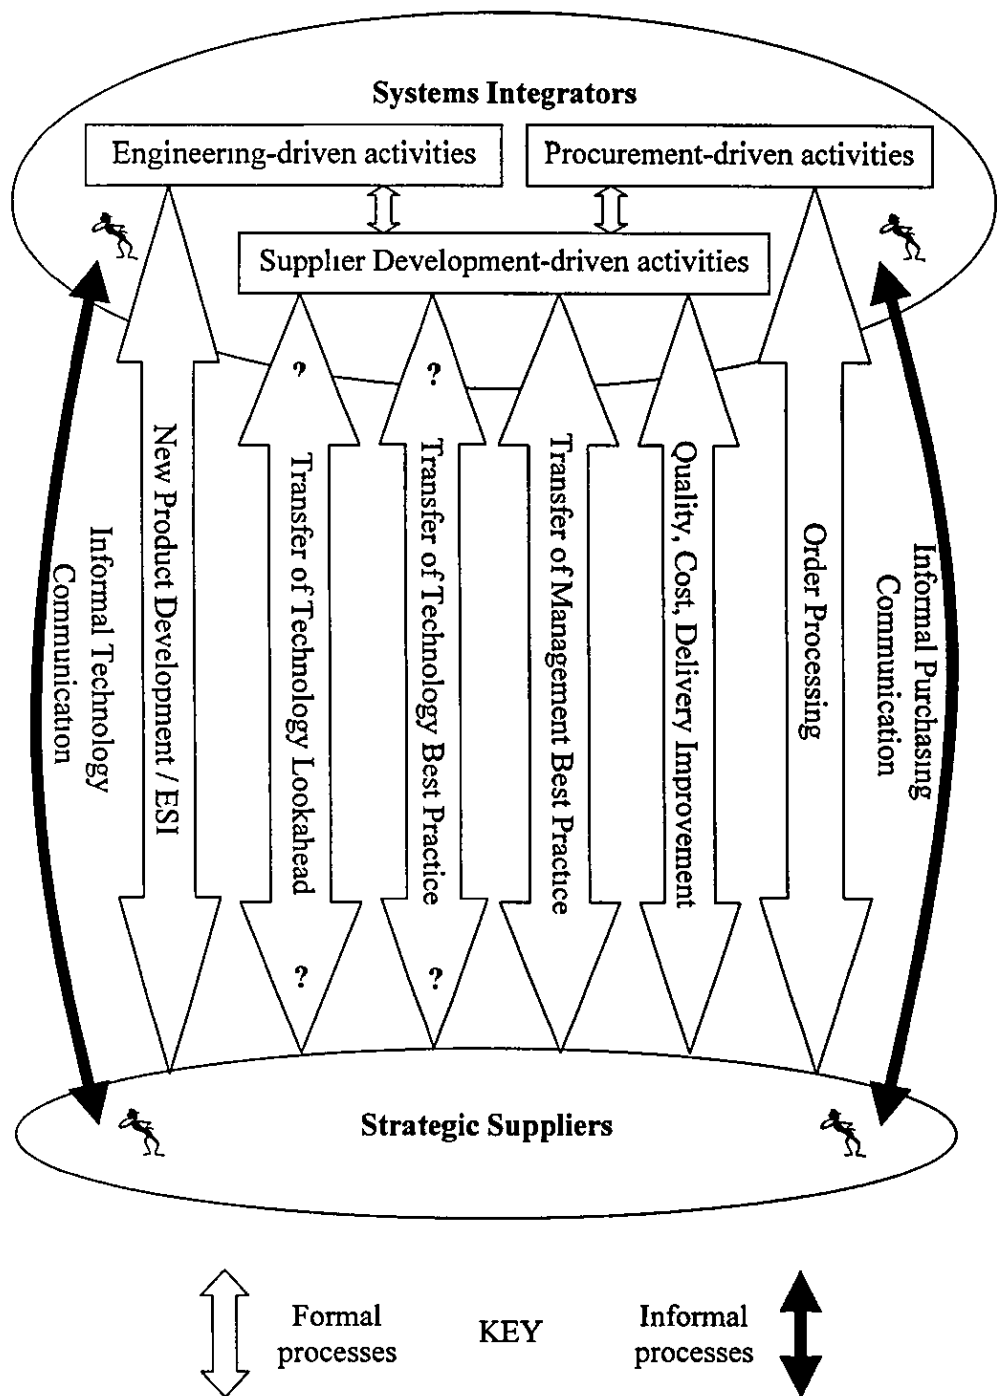 Systems Integrators
Engineering-driven activities
Procurement-driven activities
Supplier Development-driven activities
?
?
Informal Technology
Communication
New Product Development / ESI
Transfer of Technology Lookahead
Transfer of Technology Best Practice
Transfer of Management Best Practice
Quality, Cost, Delivery Improvement
Order Processing
Informal Purchasing
Communication
?
?
Strategic Suppliers
Formal
processes
KEY
Informal
processes